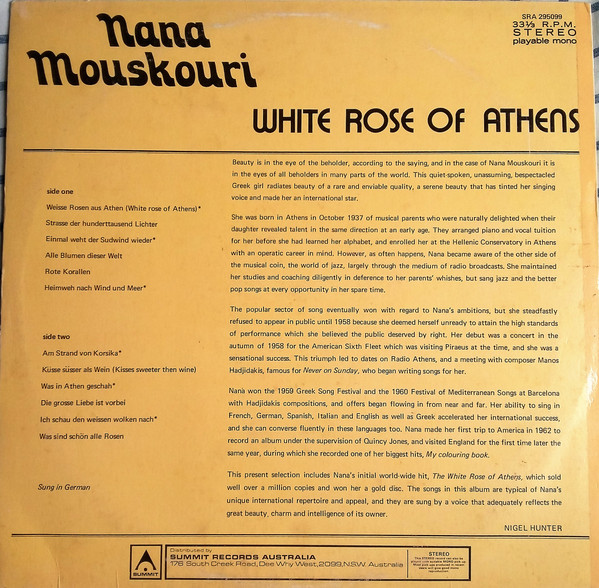 Nana
Mouskouri
SRA 295099
33⅓ R.P.M.
STEREO
playable mono
WHITE ROSE OF ATHENS
side one
Weisse Rosen aus Athen (White rose of Athens)*
Strasse der hunderttausend Lichter
Einmal weht der Sudwind wieder*
Alle Blumen dieser Welt
Rote Korallen
Heimweh nach Wind und Meer*
side two
Am Strand von Korsika*
Küsse süsser als Wein (Kisses sweeter then wine)
Was in Athen geschah*
Die grosse Liebe ist vorbei
Ich schau den weissen wolken nach*
Was sind schön alle Rosen
Sung in German
Beauty is in the eye of the beholder, according to the saying, and in the case of Nana Mouskouri it is
in the eyes of all beholders in many parts of the world. This quiet-spoken, unassuming, bespectacled
Greek girl radiates beauty of a rare and enviable quality, a serene beauty that has tinted her singing
voice and made her an international star.
She was born in Athens in October 1937 of musical parents who were naturally delighted when their
daughter revealed talent in the same direction at an early age. They arranged piano and vocal tuition
for her before she had learned her alphabet, and enrolled her at the Hellenic Conservatory in Athens
with an operatic career in mind. However, as often happens, Nana became aware of the other side of
the musical coin, the world of jazz, largely through the medium of radio broadcasts. She maintained
her studies and coaching diligently in deference to her parents' whishes, but sang jazz and the better
pop songs at every opportunity in her spare time.
The popular sector of song eventually won with regard to Nana's ambitions, but she steadfastly
refused to appear in public until 1958 because she deemed herself unready to attain the high standards
of performance which she believed the public deserved by right. Her debut was a concert in the
autumn of 1958 for the American Sixth Fleet which was visiting Piraeus at the time, and she was a
sensational success. This triumph led to dates on Radio Athens, and a meeting with composer Manos
Hadjidakis, famous for Never on Sunday, who began writing songs for her.
Nana won the 1959 Greek Song Festival and the 1960 Festival of Mediterranean Songs at Barcelona
with Hadjidakis compositions, and offers began flowing in from near and far. Her ability to sing in
French, German, Spanish, Italian and English as well as Greek accelerated her international success,
and she can converse fluently in these languages too. Nana made her first trip to America in 1962 to
record an album under the supervision of Quincy Jones, and visited England for the first time later the
same year, during which she recorded one of her biggest hits, My colouring book.
This present selection includes Nana's initial world-wide hit, The White Rose of Athens, which sold
well over a million copies and won her a gold disc. The songs in this album are typical of Nana's
unique international repertoire and appeal, and they are sung by a voice that adequately reflects the
great beauty, charm and intelligence of its owner.
NIGEL HUNTER
SUMMIT
Distributed by
SUMMIT RECORDS AUSTRALIA
176 South Creek Road, Dee Why West, 2099, N.S.W. Australia
STEREO